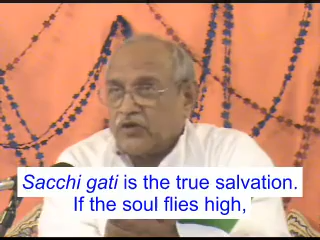 Sacchi gati is the true salvation.
If the soul flies high,